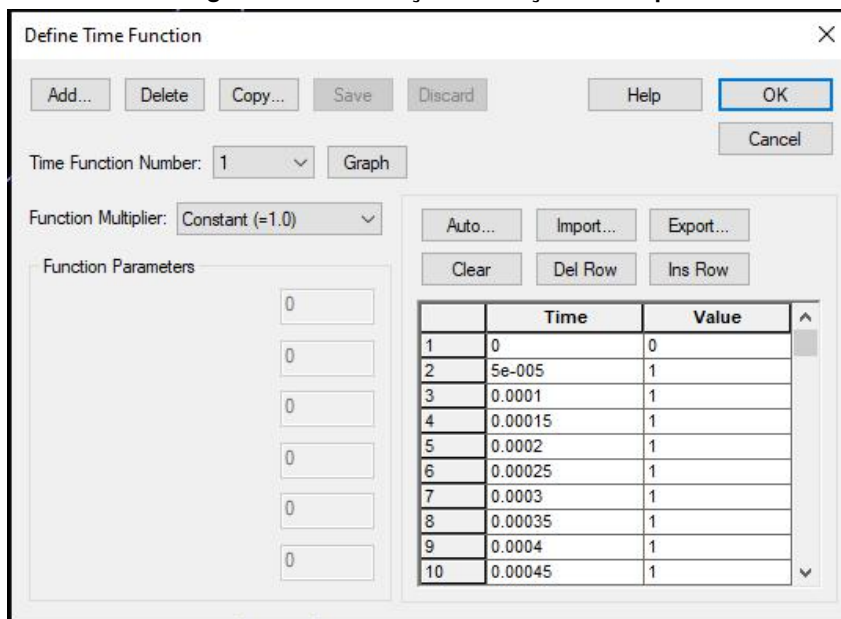 Define Time Function
Add... Delete Copy... Save Discard Help OK
Cancel
Time Function Number: 1 Graph
Function Multiplier: Constant (=1.0)
Auto... Import... Export...
Clear Del Row Ins Row
Function Parameters
0
0
0
0
0
0
Time Value
1 0 0
2 5e-005 1
3 0.0001 1
4 0.00015 1
5 0.0002 1
6 0.00025 1
7 0.0003 1
8 0.00035 1
9 0.0004 1
10 0.00045 1